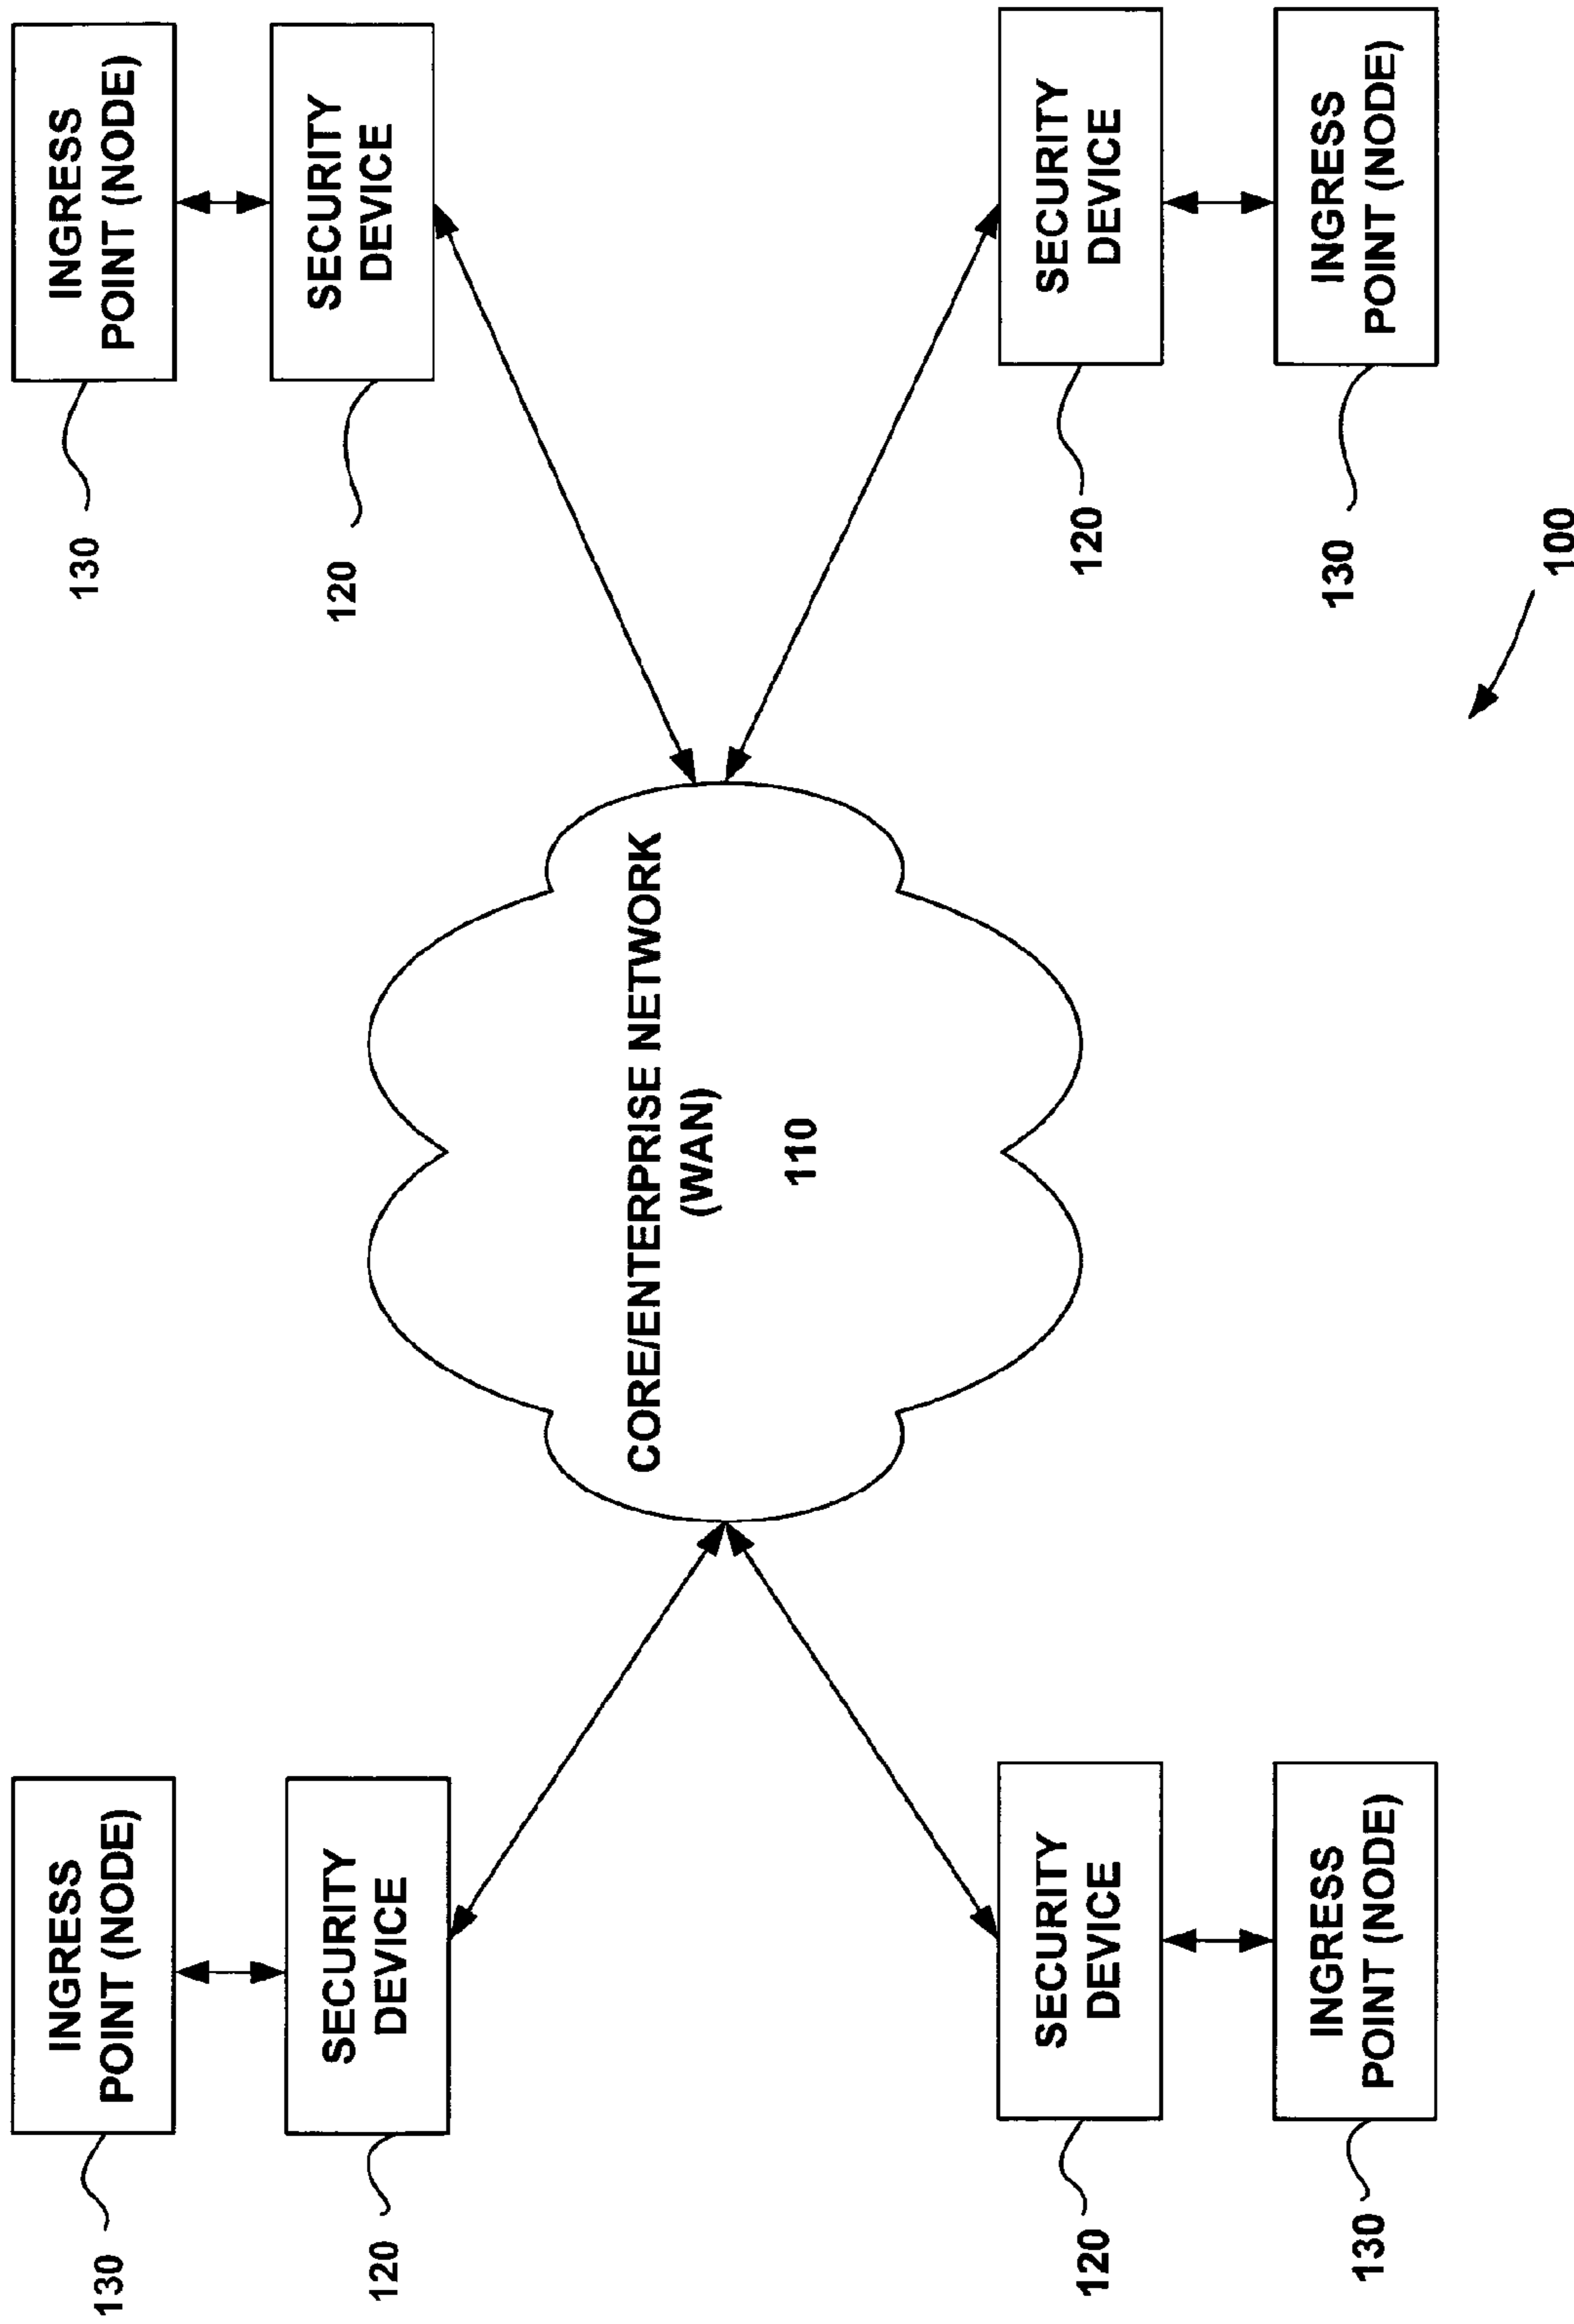 INGRESS
POINT (NODE)
130
SECURITY
DEVICE
120
INGRESS
POINT (NODE)
130
SECURITY
DEVICE
120
CORE/ENTERPRISE NETWORK
(WAN)
110
SECURITY
DEVICE
120
INGRESS
POINT (NODE)
130
SECURITY
DEVICE
120
INGRESS
POINT (NODE)
130
100